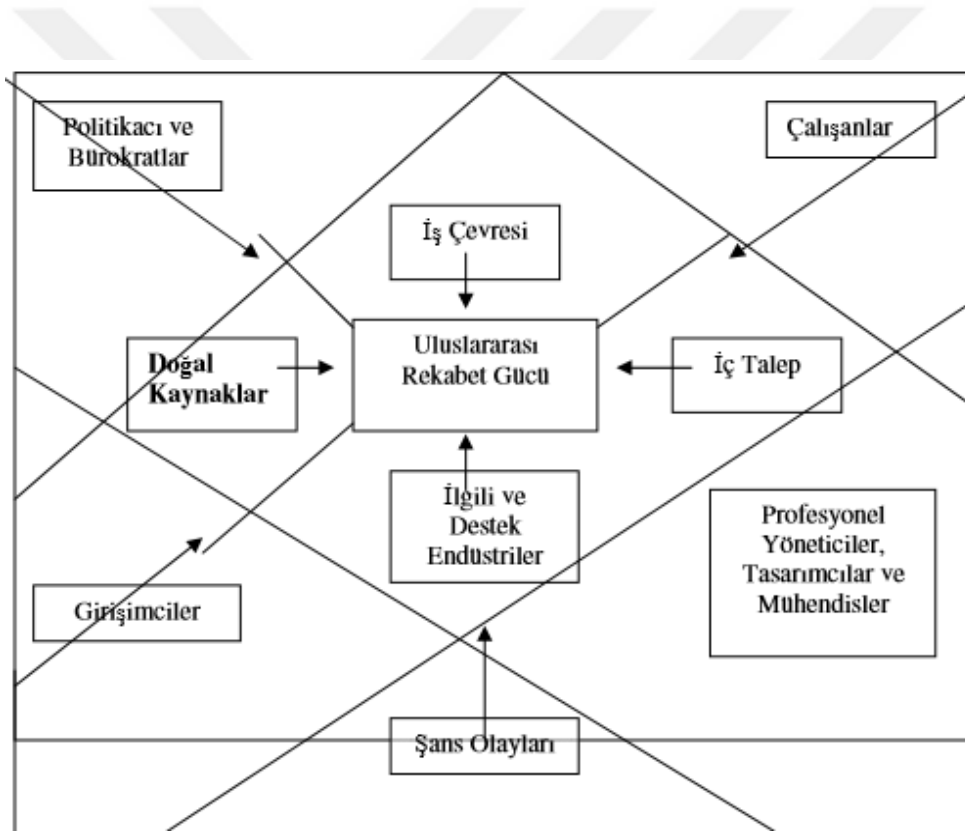 Politikacı ve
Bürokratlar
Çalışanlar
İş Çevresi
Doğal
Kaynaklar
Uluslararası
Rekabet Gücü
İç Talep
İlgili ve
Destek
Endüstriler
Profesyonel
Yöneticiler,
Tasarımcılar ve
Mühendisler
Girişimciler
Şans Olayları